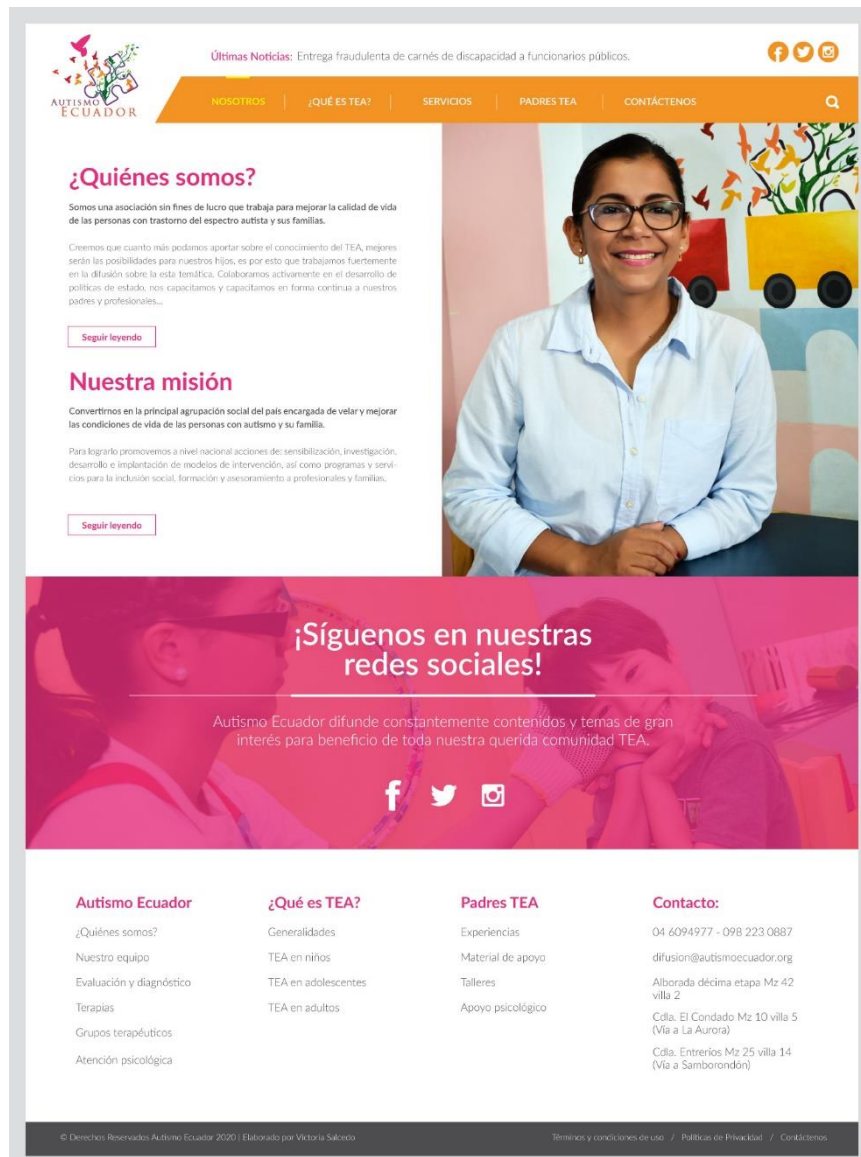 AUTISMO
ECUADOR
Últimas Noticias: Entrega fraudulenta de carnés de discapacidad a funcionarios públicos.
NOSOTROS
¿QUÉ ES TEA?
SERVICIOS
PADRES TEA
CONTÁCTENOS
¿Quiénes somos?
Somos una asociación sin fines de lucro que trabaja para mejorar la calidad de vida
de las personas con trastorno del espectro autista y sus familias.
Creemos que cuanto más podamos aportar sobre el conocimiento del TEA, mejores
serán las posibilidades para nuestros hijos, es por esto que trabajamos fuertemente
en la difusión sobre la esta temática. Colaboramos activamente en el desarrollo de
políticas de estado, nos capacitamos y capacitamos en forma continua a nuestros
padres y profesionales...
Seguir leyendo
Nuestra misión
Convertirnos en la principal agrupación social del país encargada de velar y mejorar
las condiciones de vida de las personas con autismo y su familia.
Para lograrlo promovemos a nivel nacional acciones de: sensibilización, investigación,
desarrollo e implantación de modelos de intervención, así como programas y servi-
cios para la inclusión social, formación y asesoramiento a profesionales y familias.
Seguir leyendo
¡Síguenos en nuestras
redes sociales!
Autismo Ecuador difunde constantemente contenidos y temas de gran
interés para beneficio de toda nuestra querida comunidad TEA.
Autismo Ecuador
¿Quiénes somos?
Nuestro equipo
Evaluación y diagnóstico
Terapias
Grupos terapéuticos
Atención psicológica
¿Qué es TEA?
Generalidades
TEA en niños
TEA en adolescentes
TEA en adultos
Padres TEA
Experiencias
Material de apoyo
Talleres
Apoyo psicológico
Contacto:
04 6094977 - 098 223 0887
difusion@autismoecuador.org
Alborada décima etapa Mz 42
villa 2
Cdla. El Condado Mz 10 villa 5
(Vía a La Aurora)
Cdla. Entreríos Mz 25 villa 14
(Vía a Samborondón)
© Derechos Reservados Autismo Ecuador 2020 | Elaborado por Victoria Salcedo
Términos y condiciones de uso / Políticas de Privacidad / Contáctenos